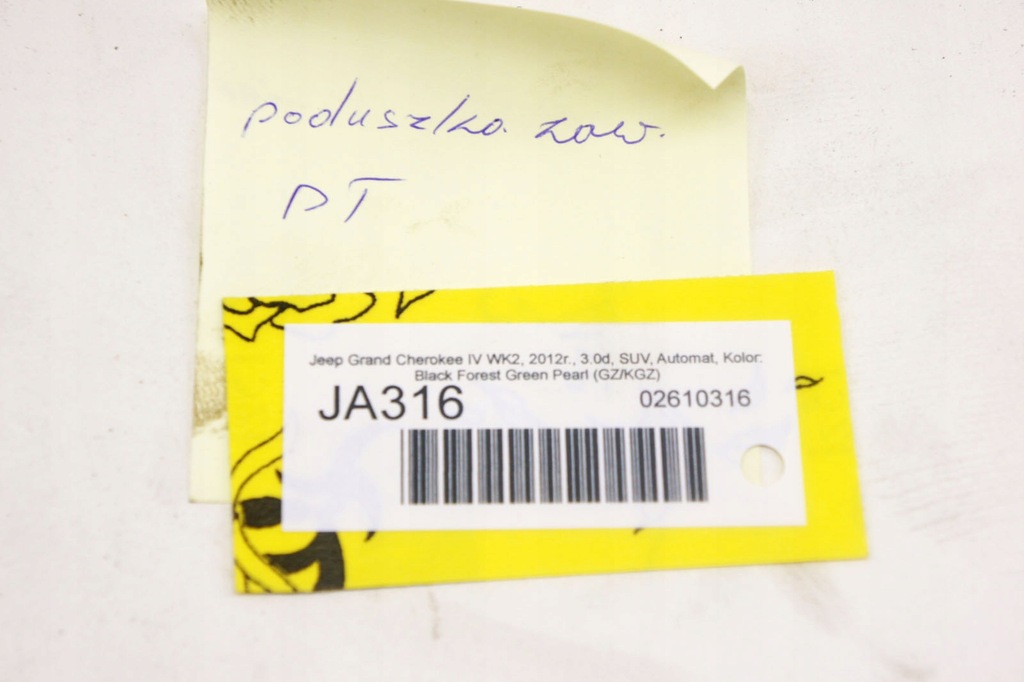 poduszka zaw.
DT
Jeep Grand Cherokee IV WK2, 2012r., 3.0d, SUV, Automat, Kolor:
Black Forest Green Pearl (GZ/KGZ)
JA316 02610316